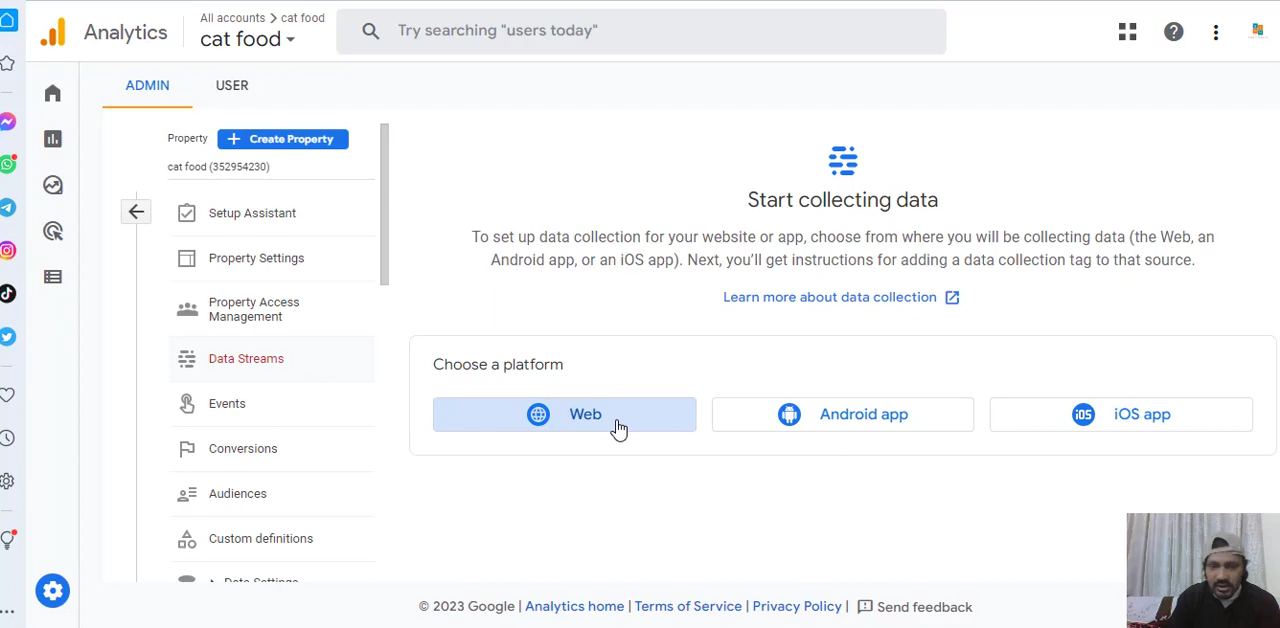 Analytics
All accounts > cat food
cat food
Try searching "users today"
ADMIN
USER
Property
+ Create Property
cat food (352954230)
Setup Assistant
Property Settings
Property Access
Management
Data Streams
Events
Conversions
Audiences
Custom definitions
Data Settings
Start collecting data
To set up data collection for your website or app, choose from where you will be collecting data (the Web, an
Android app, or an iOS app). Next, you'll get instructions for adding a data collection tag to that source.
Learn more about data collection
Choose a platform
Web
Android app
iOS
iOS app
© 2023 Google | Analytics home | Terms of Service | Privacy Policy | Send feedback